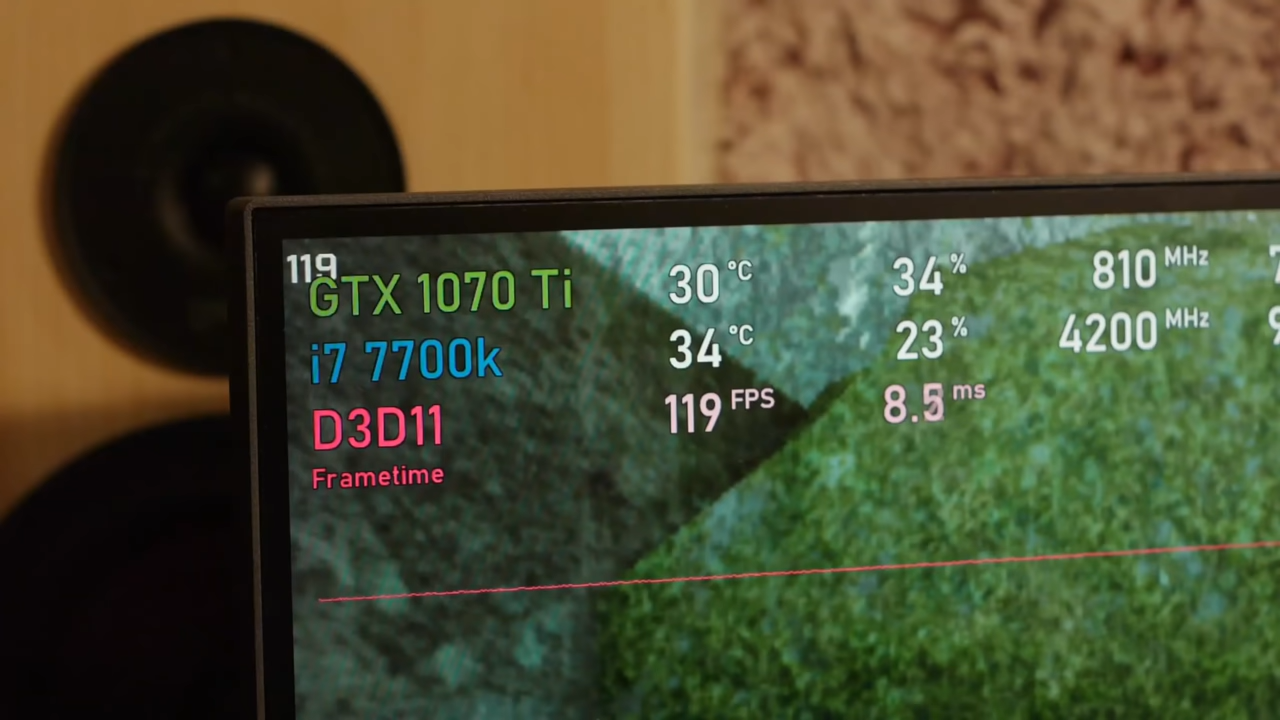 119
GTX 1070 Ti 30 °C 34 % 810 MHz
i7 7700k 34 °C 23 % 4200 MHz
D3D11 119 FPS 8.5 ms
Frametime